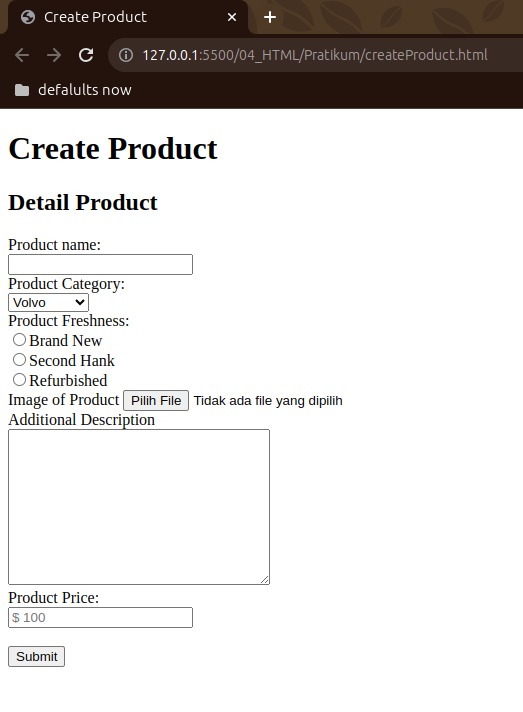 Create Product
127.0.0.1:5500/04_HTML/Pratikum/createProduct.html
defalults now
Create Product
Detail Product
Product name:
Product Category:
Volvo
Product Freshness:
Brand New
Second Hank
Refurbished
Image of Product Pilih File Tidak ada file yang dipilih
Additional Description
Product Price:
$ 100
Submit